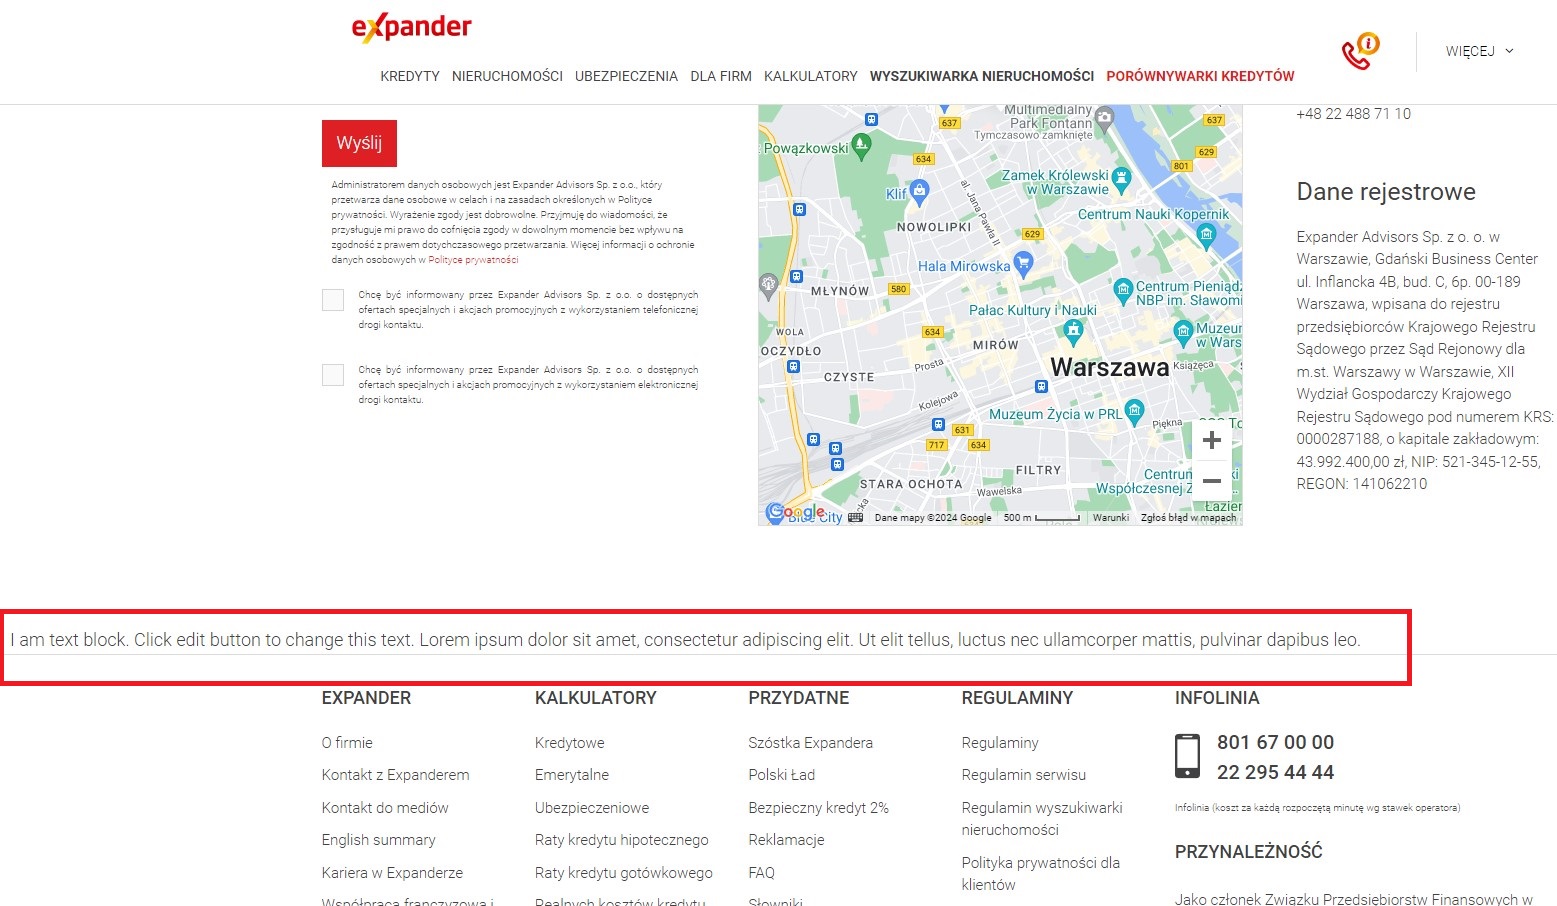 expander
WIĘCEJ
KREDYTY NIERUCHOMOŚCI UBEZPIECZENIA DLA FIRM KALKULATORY WYSZUKIWARKA NIERUCHOMOŚCI PORÓWNYWARKI KREDYTÓW
Wyślij
Administratorem danych osobowych jest Expander Advisors Sp. z o.o., który
przetwarza dane osobowe w celach i na zasadach określonych w Polityce
prywatności. Wyrażenie zgody jest dobrowolne. Przyjmuję do wiadomości, że
przysługuje mi prawo do cofnięcia zgody w dowolnym momencie bez wpływu na
zgodność z prawem dotychczasowego przetwarzania. Więcej informacji o ochronie
danych osobowych w Polityce prywatności
Chcę być informowany przez Expander Advisors Sp. z o.o. o dostępnych
ofertach specjalnych i akcjach promocyjnych z wykorzystaniem telefonicznej
drogi kontaktu.
Chcę być informowany przez Expander Advisors Sp. z o.o. o dostępnych
ofertach specjalnych i akcjach promocyjnych z wykorzystaniem elektronicznej
drogi kontaktu.
Multimedialny
Park Fontann
Tymczasowo zamknięte
637
637
Powązkowski
634
629
801
Zamek Królewski
w Warszawie
Klif
al. Jana Pawła II
Centrum Nauki Kopernik
NOWOLIPKI
629
Hala Mirówska
MŁYNÓW
580
Centrum Pieniądz
NBP im. Sławomi
Pałac Kultury i Nauki
WOLA
634
Muzeum
w Wars
MIRÓW
OCZYDŁO
Prosta
Warszawa
Książęca
CZYSTE
Kolejowa
Muzeum Życia w PRL
Piękna
631
717
634
FILTRY
Centrum
Współczesnej Z...
STARA OCHOTA
Wawelska
Łazien
Google
Blue City
Dane mapy ©2024 Google
500 m
Warunki
Zgłoś błąd w mapach
+48 22 488 71 10
Dane rejestrowe
Expander Advisors Sp. z o. o. w
Warszawie, Gdański Business Center
ul. Inflancka 4B, bud. C, 6p. 00-189
Warszawa, wpisana do rejestru
przedsiębiorców Krajowego Rejestru
Sądowego przez Sąd Rejonowy dla
m.st. Warszawy w Warszawie, XII
Wydział Gospodarczy Krajowego
Rejestru Sądowego pod numerem KRS:
0000287188, o kapitale zakładowym:
43.992.400,00 zł, NIP: 521-345-12-55,
REGON: 141062210
I am text block. Click edit button to change this text. Lorem ipsum dolor sit amet, consectetur adipiscing elit. Ut elit tellus, luctus nec ullamcorper mattis, pulvinar dapibus leo.
EXPANDER
O firmie
Kontakt z Expanderem
Kontakt do mediów
English summary
Kariera w Expanderze
Współpraca franczyzowa i
KALKULATORY
Kredytowe
Emerytalne
Ubezpieczeniowe
Raty kredytu hipotecznego
Raty kredytu gotówkowego
Realnych kosztów kredytu
PRZYDATNE
Szóstka Expandera
Polski Ład
Bezpieczny kredyt 2%
Reklamacje
FAQ
Słowniki
REGULAMINY
Regulaminy
Regulamin serwisu
Regulamin wyszukiwarki
nieruchomości
Polityka prywatności dla
klientów
INFOLINIA
801 67 00 00
22 295 44 44
Infolinia (koszt za każdą rozpoczętą minutę wg stawek operatora)
PRZYNALEŻNOŚĆ
Jako członek Związku Przedsiębiorstw Finansowych w